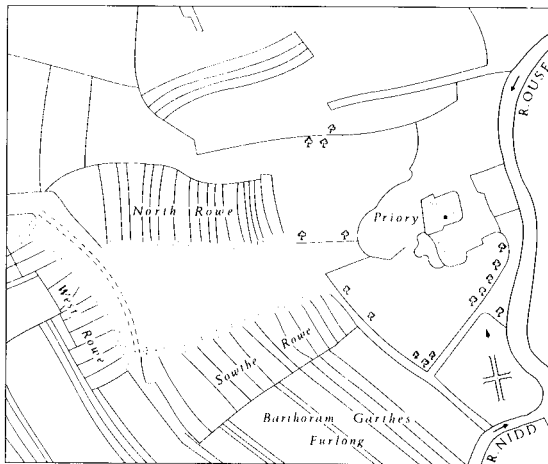 R. OUSE
North Rowe
Priory
West
Rowe
Sowthe Rowe
Barthoram Garthes
Furlong
R. NIDD